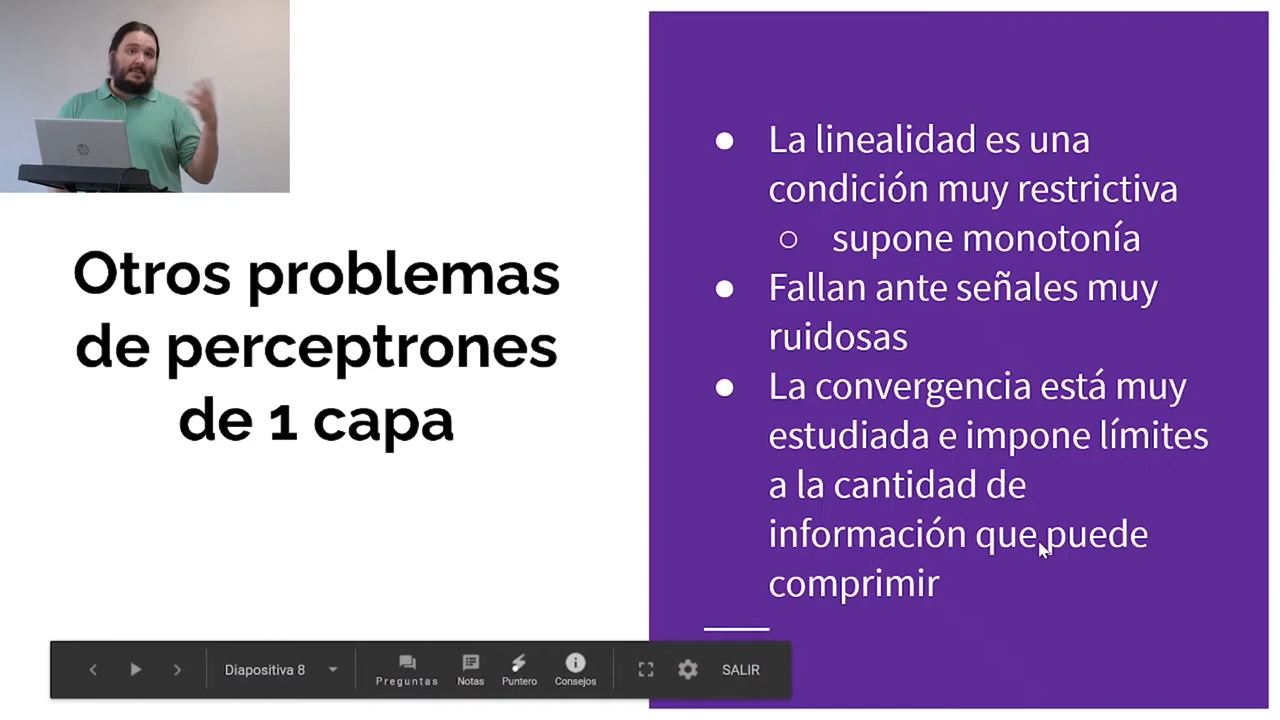 Otros problemas
de perceptrones
de 1 capa
● La linealidad es una
condición muy restrictiva
○ supone monotonía
● Fallan ante señales muy
ruidosas
● La convergencia está muy
estudiada e impone límites
a la cantidad de
información que puede
comprimir
Diapositiva 8
Preguntas
Notas
Puntero
Consejos
SALIR
hp